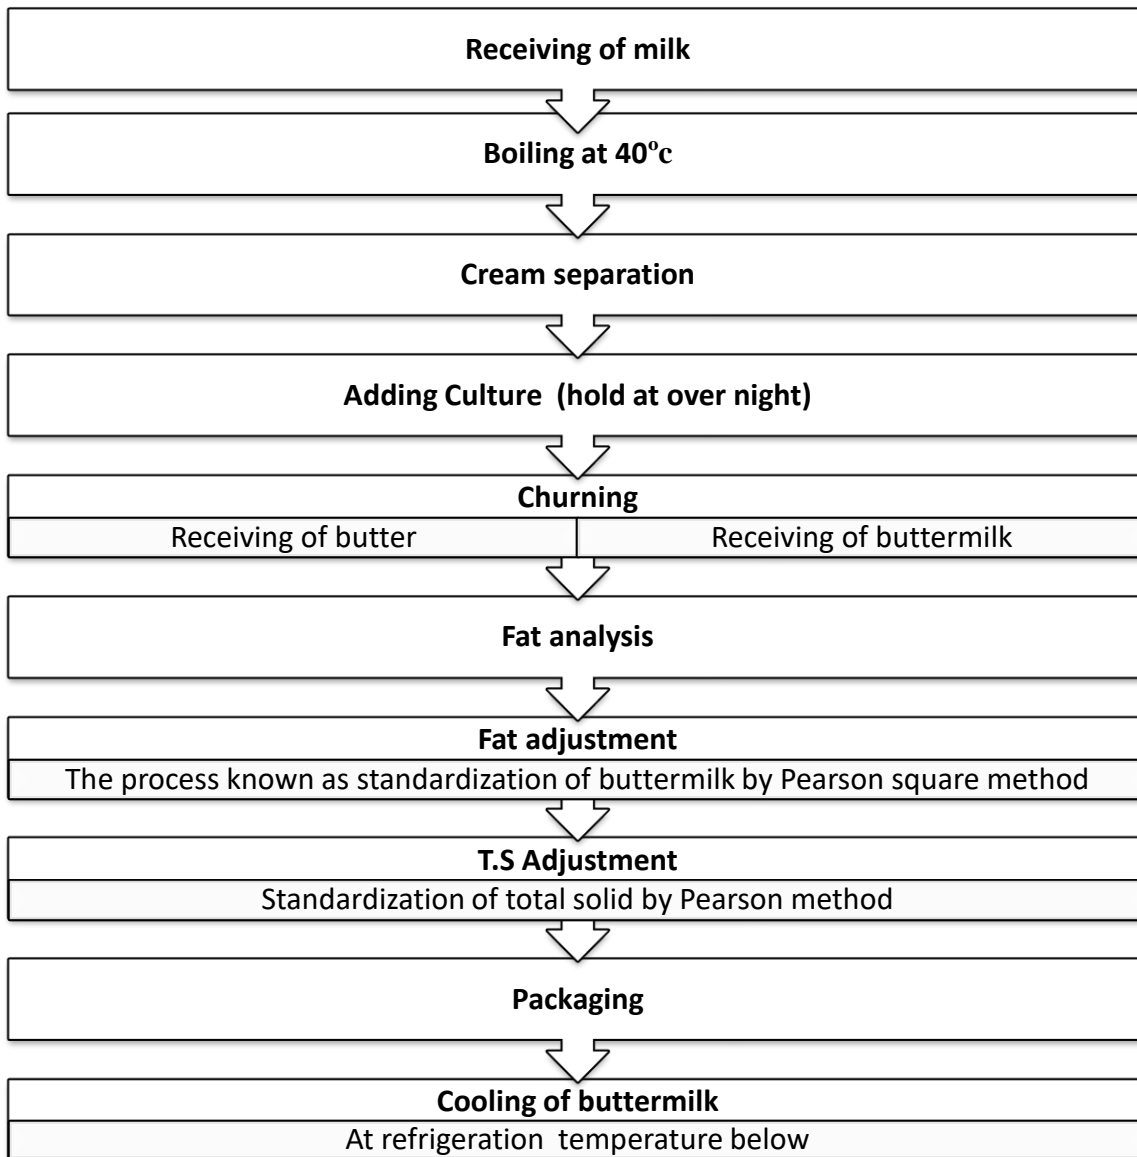 Receiving of milk
Boiling at 40°c
Cream separation
Adding Culture (hold at over night)
Churning
Receiving of butter
Receiving of buttermilk
Fat analysis
Fat adjustment
The process known as standardization of buttermilk by Pearson square method
T.S Adjustment
Standardization of total solid by Pearson method
Packaging
Cooling of buttermilk
At refrigeration temperature below